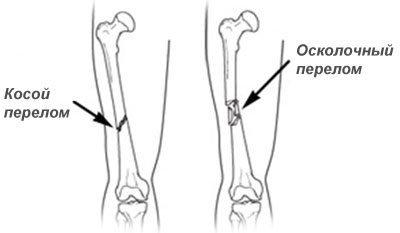 Косой
перелом
Осколочный
перелом